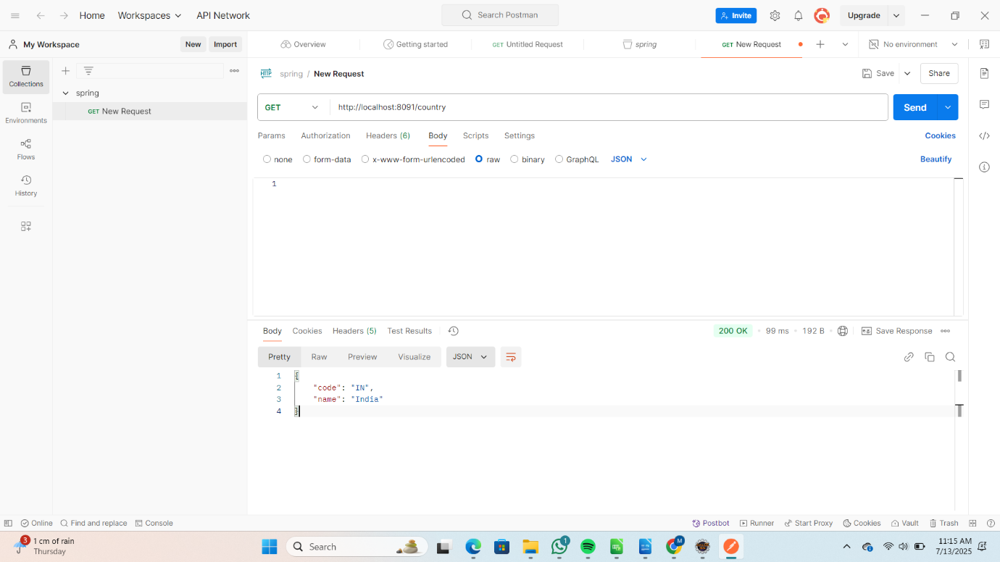 Home
Workspaces
API Network
Search Postman
Invite
Upgrade
My Workspace
New
Import
Overview
Getting started
GET Untitled Request
spring
GET New Request
No environment
Collections
Environments
Flows
History
spring
GET New Request
HTTP
spring / New Request
Save
Share
GET
http://localhost:8091/country
Send
Params
Authorization
Headers (6)
Body
Scripts
Settings
Cookies
none
form-data
x-www-form-urlencoded
raw
binary
GraphQL
JSON
Beautify
1
Body
Cookies
Headers (5)
Test Results
200 OK
99 ms
192 B
Save Response
Pretty
Raw
Preview
Visualize
JSON
1 {
2 "code": "IN",
3 "name": "India"
4 }
Online
Find and replace
Console
Postbot
Runner
Start Proxy
Cookies
Vault
Trash
3
1 cm of rain
Thursday
Search
1
M
11:15 AM
7/13/2025